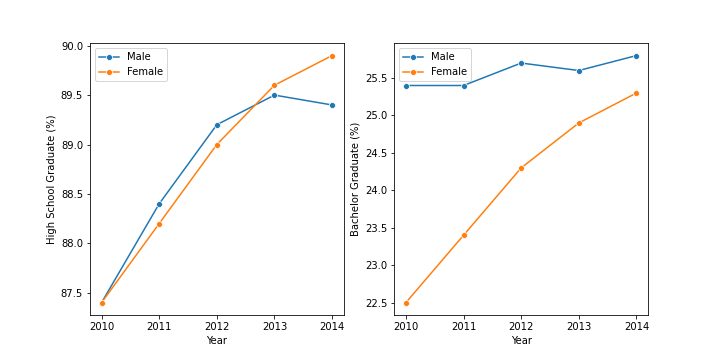 High School Graduate (%)
90.0
89.5
89.0
88.5
88.0
87.5
Male
Female
2010 2011 2012 2013 2014
Year
Bachelor Graduate (%)
25.5
25.0
24.5
24.0
23.5
23.0
22.5
Male
Female
2010 2011 2012 2013 2014
Year